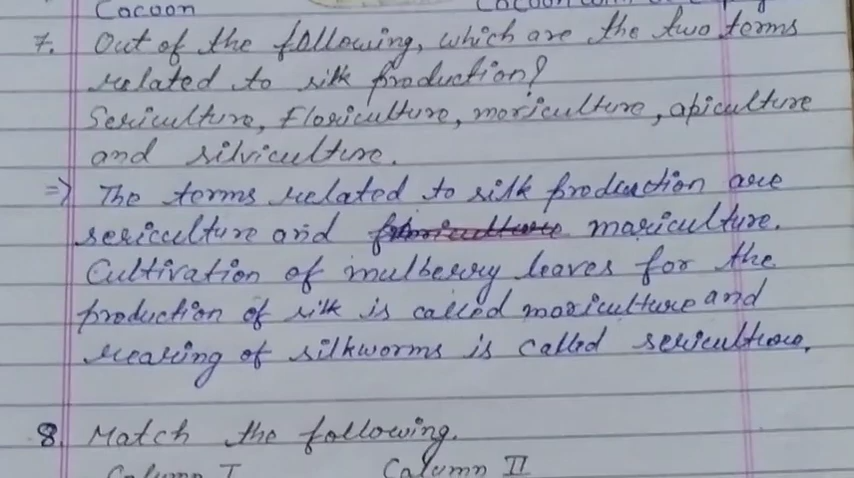 Cocoon
7. Out of the following, which are the two terms
related to silk production?
Sericulture, floriculture, moriculture, apiculture
and silviculture.
=> The terms related to silk production are
sericulture and moriculture.
Cultivation of mulberry leaves for the
production of silk is called moriculture and
rearing of silkworms is called sericulture.
8. Match the following.
Column I Column II